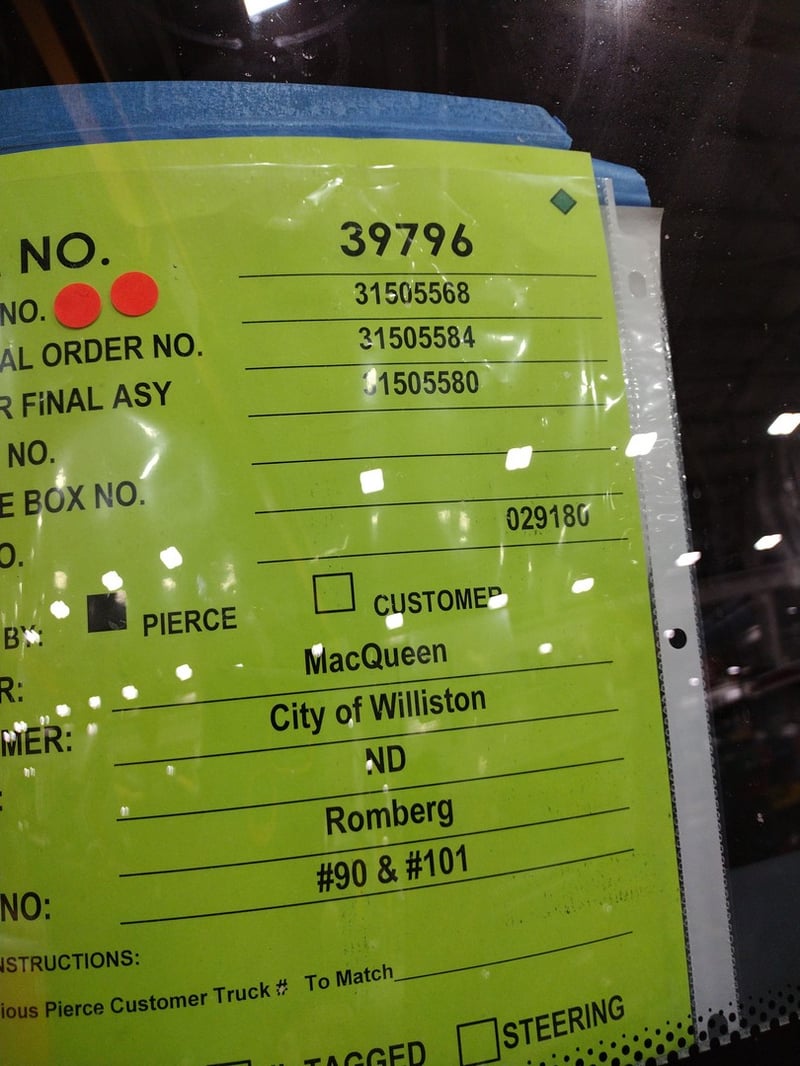 NO. 39796
NO. 31505568
AL ORDER NO. 31505584
R FINAL ASY 31505580
NO.
E BOX NO.
O. 029180
BY: PIERCE CUSTOMER
R: MacQueen
MER: City of Williston
: ND
Romberg
NO: #90 & #101
NSTRUCTIONS:
ious Pierce Customer Truck # To Match
TAGGED STEERING